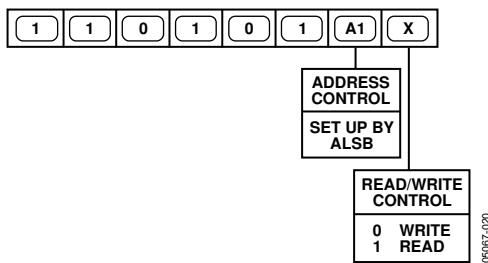 1 1 0 1 0 1 A1 X
ADDRESS
CONTROL
SET UP BY
ALSB
READ/WRITE
CONTROL
0 WRITE
1 READ
05067-020